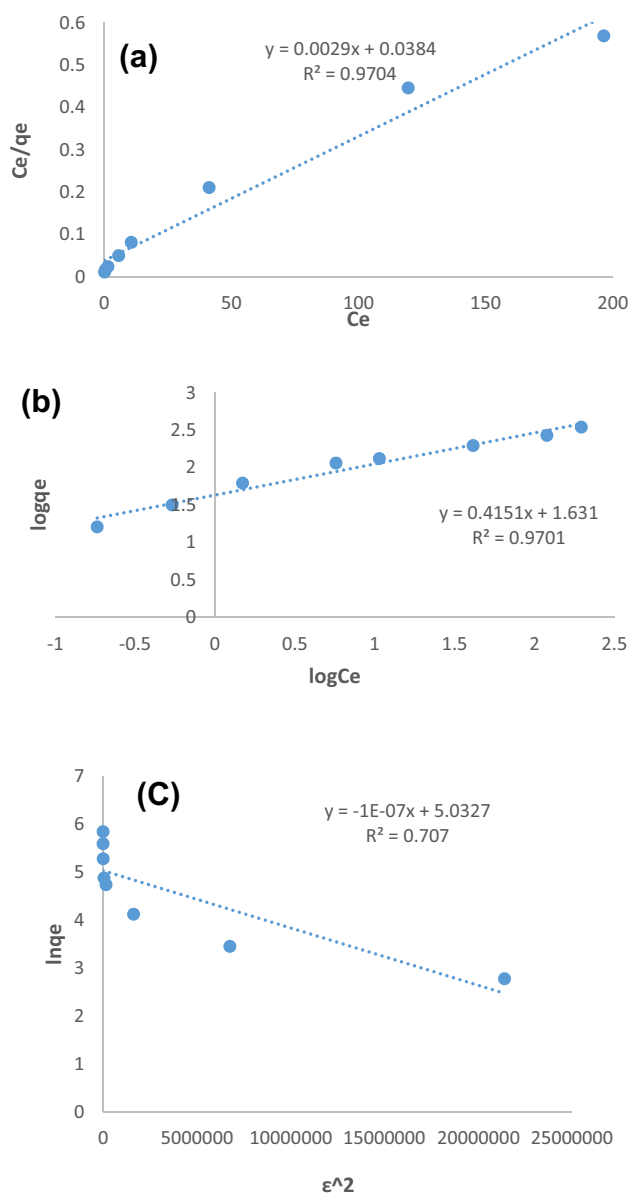 (a)
y = 0.0029x + 0.0384
R² = 0.9704
Ce/qe
0.6
0.5
0.4
0.3
0.2
0.1
0
0 50 100 150 200
Ce
(b)
logqe
3
2.5
2
1.5
1
0.5
0
y = 0.4151x + 1.631
R² = 0.9701
-1 -0.5 0 0.5 1 1.5 2 2.5
logCe
(C)
y = -1E-07x + 5.0327
R² = 0.707
lnqe
7
6
5
4
3
2
1
0
0 5000000 10000000 15000000 20000000 25000000
ε^2